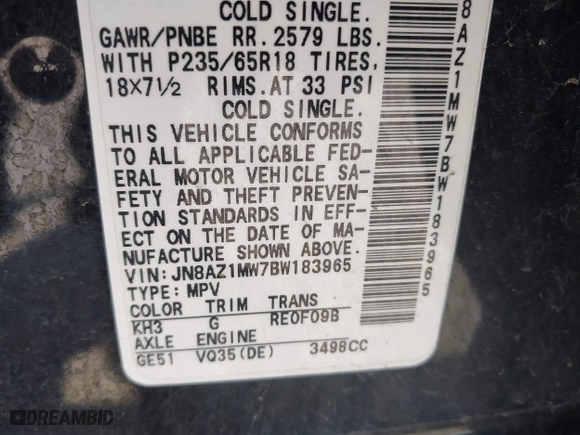 COLD SINGLE.
GAWR/PNBE RR. 2579 LBS.
WITH P235/65R18 TIRES,
18×7½ RIMS. AT 33 PSI
COLD SINGLE.
THIS VEHICLE CONFORMS
TO ALL APPLICABLE FED-
ERAL MOTOR VEHICLE SA-
FETY AND THEFT PREVEN-
TION STANDARDS IN EFF-
ECT ON THE DATE OF MA-
NUFACTURE SHOWN ABOVE.
VIN: JN8AZ1MW7BW183965
TYPE: MPV
COLOR TRIM TRANS
KH3 G RE0F09B
AXLE ENGINE
GE51 VQ35(DE) 3498CC
8AZ1MW7BW183965
DREAMBID